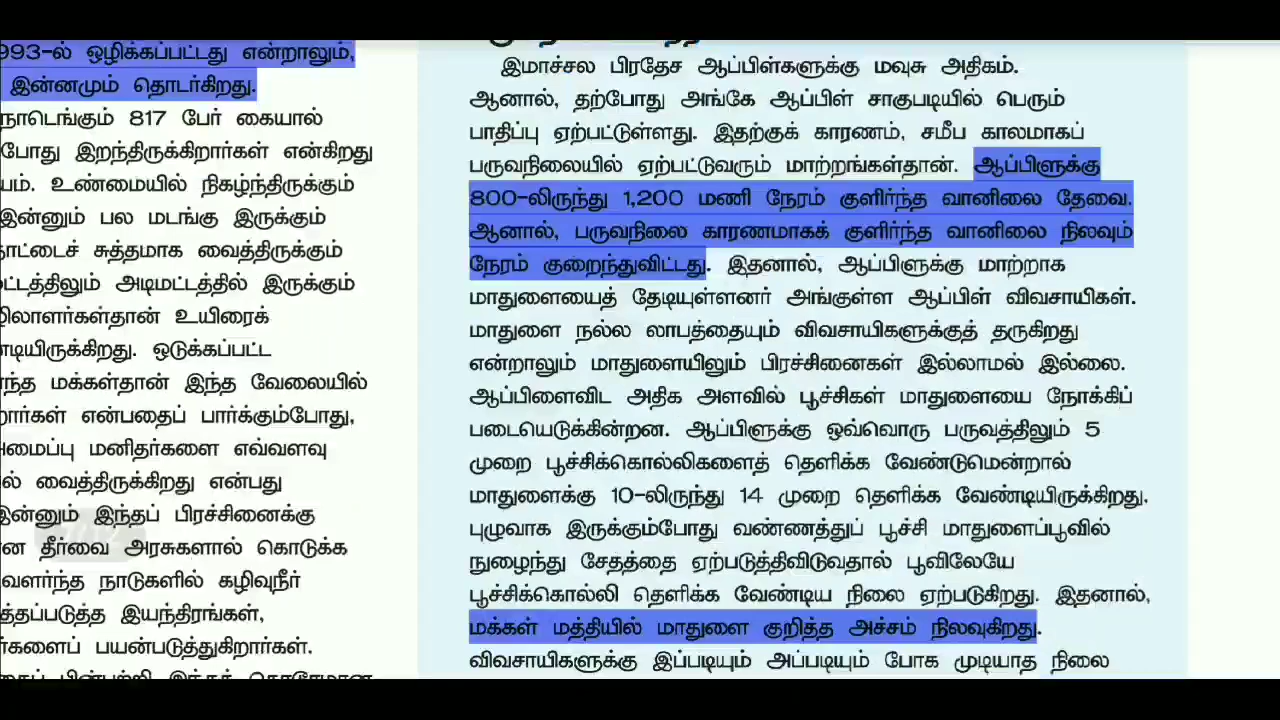 993-ல் ஒழிக்கப்பட்டது என்றாலும்,
இன்னமும் தொடர்கிறது.
நாடெங்கும் 817 பேர் கையால்
போது இறந்திருக்கிறார்கள் என்கிறது
யம். உண்மையில் நிகழ்ந்திருக்கும்
இன்னும் பல மடங்கு இருக்கும்
நாட்டைச் சுத்தமாக வைத்திருக்கும்
மட்டத்திலும் அடிமட்டத்தில் இருக்கும்
ழிலாளர்கள்தான் உயிரைக்
ண்டியிருக்கிறது. ஒடுக்கப்பட்ட
ந்த மக்கள்தான் இந்த வேலையில்
றார்கள் என்பதைப் பார்க்கும்போது,
அமைப்பு மனிதர்களை எவ்வளவு
ல் வைத்திருக்கிறது என்பது
இன்னும் இந்தப் பிரச்சினைக்கு
ன தீர்வை அரசுகளால் கொடுக்க
வளர்ந்த நாடுகளில் கழிவுநீர்
த்தப்படுத்த இயந்திரங்கள்,
ர்களைப் பயன்படுத்துகிறார்கள்.
இமாச்சல பிரதேச ஆப்பிள்களுக்கு மவுசு அதிகம்.
ஆனால், தற்போது அங்கே ஆப்பிள் சாகுபடியில் பெரும்
பாதிப்பு ஏற்பட்டுள்ளது. இதற்குக் காரணம், சமீப காலமாகப்
பருவநிலையில் ஏற்பட்டுவரும் மாற்றங்கள்தான். ஆப்பிளுக்கு
800-லிருந்து 1,200 மணி நேரம் குளிர்ந்த வானிலை தேவை.
ஆனால், பருவநிலை காரணமாகக் குளிர்ந்த வானிலை நிலவும்
நேரம் குறைந்துவிட்டது. இதனால், ஆப்பிளுக்கு மாற்றாக
மாதுளையைத் தேடியுள்ளனர் அங்குள்ள ஆப்பிள் விவசாயிகள்.
மாதுளை நல்ல லாபத்தையும் விவசாயிகளுக்குத் தருகிறது
என்றாலும் மாதுளையிலும் பிரச்சினைகள் இல்லாமல் இல்லை.
ஆப்பிளைவிட அதிக அளவில் பூச்சிகள் மாதுளையை நோக்கிப்
படையெடுக்கின்றன. ஆப்பிளுக்கு ஒவ்வொரு பருவத்திலும் 5
முறை பூச்சிக்கொல்லிகளைத் தெளிக்க வேண்டுமென்றால்
மாதுளைக்கு 10-லிருந்து 14 முறை தெளிக்க வேண்டியிருக்கிறது.
புழுவாக இருக்கும்போது வண்ணத்துப் பூச்சி மாதுளைப்பூவில்
நுழைந்து சேதத்தை ஏற்படுத்திவிடுவதால் பூவிலேயே
பூச்சிக்கொல்லி தெளிக்க வேண்டிய நிலை ஏற்படுகிறது. இதனால்,
மக்கள் மத்தியில் மாதுளை குறித்த அச்சம் நிலவுகிறது.
விவசாயிகளுக்கு இப்படியும் அப்படியும் போக முடியாத நிலை